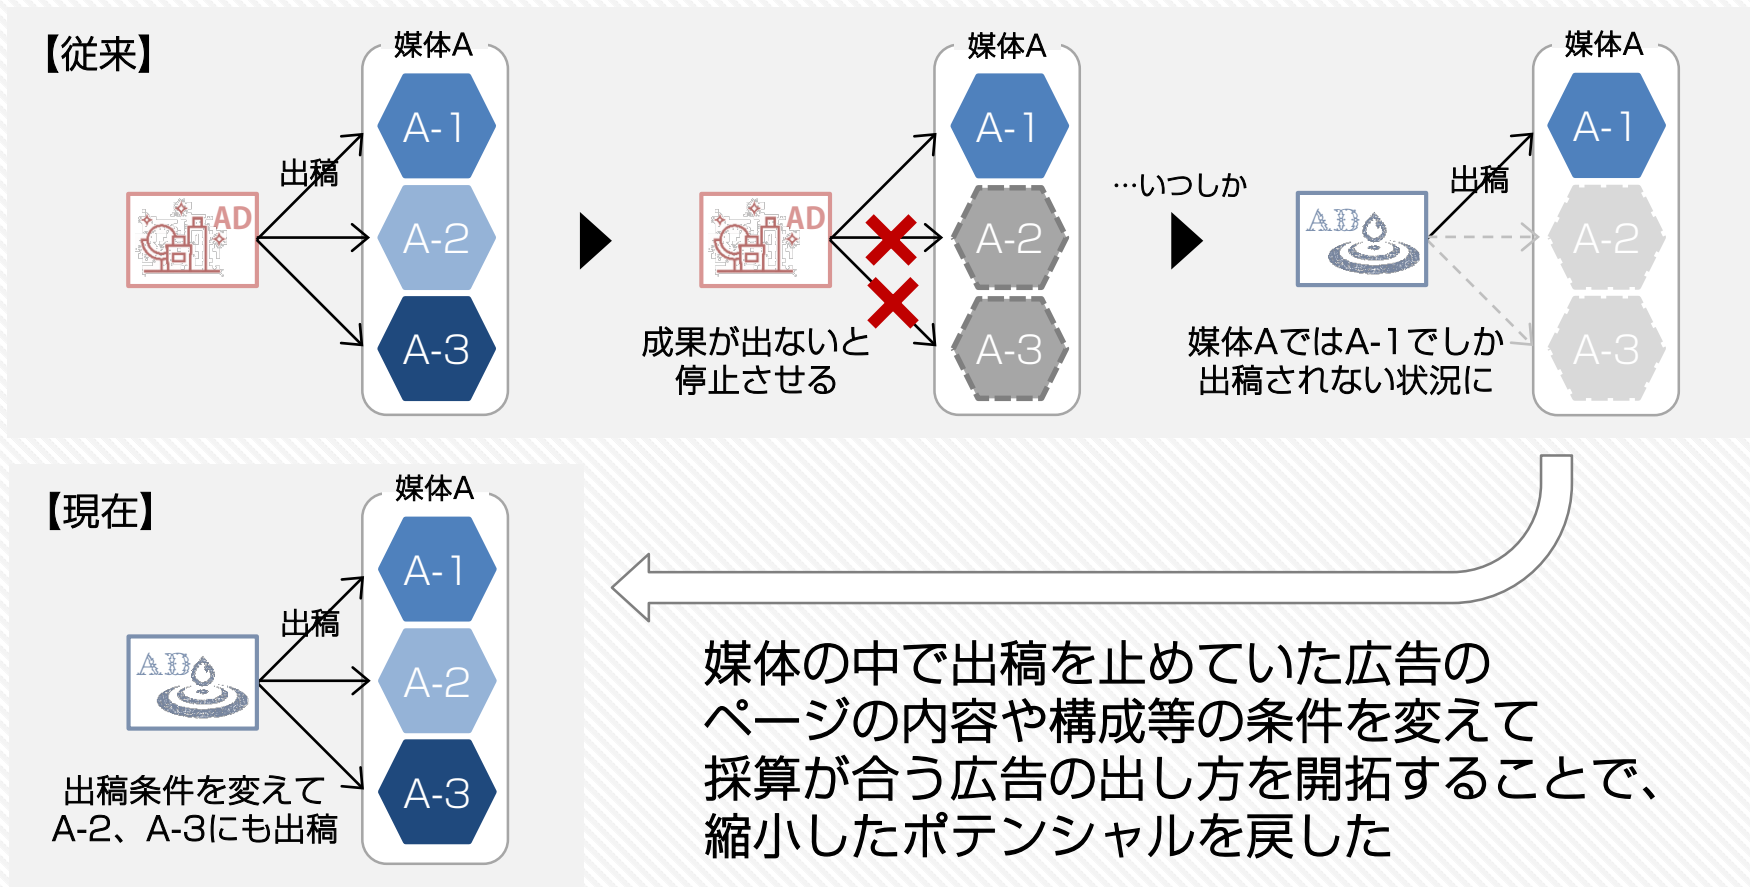 【従来】
媒体A
A-1
出稿
AD
A-2
A-3
媒体A
A-1
AD
A-2
A-3
成果が出ないと
停止させる
…いつしか
媒体A
A-1
出稿
AD
A-2
A-3
媒体AではA-1でしか
出稿されない状況に
【現在】
媒体A
A-1
出稿
AD
A-2
A-3
出稿条件を変えて
A-2、A-3にも出稿
媒体の中で出稿を止めていた広告の
ページの内容や構成等の条件を変えて
採算が合う広告の出し方を開拓することで、
縮小したポテンシャルを戻した